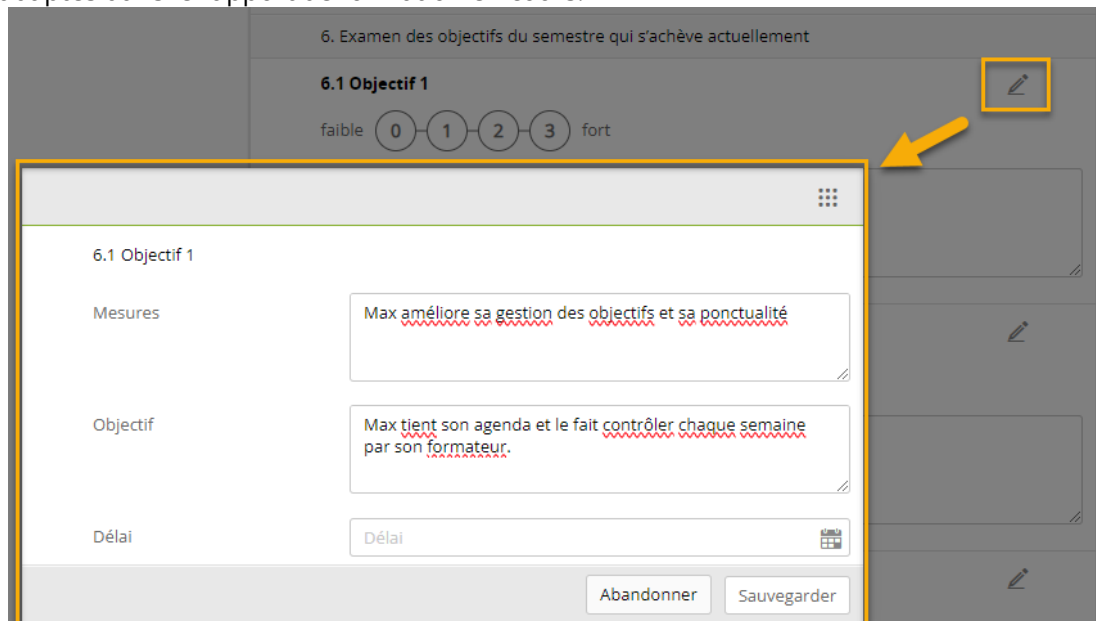 6. Examen des objectifs du semestre qui s'achève actuellement
6.1 Objectif 1
faible 0 1 2 3 fort
6.1 Objectif 1
Mesures
Max améliore sa gestion des objectifs et sa ponctualité
Objectif
Max tient son agenda et le fait contrôler chaque semaine
par son formateur.
Délai
Délai
Abandonner
Sauvegarder